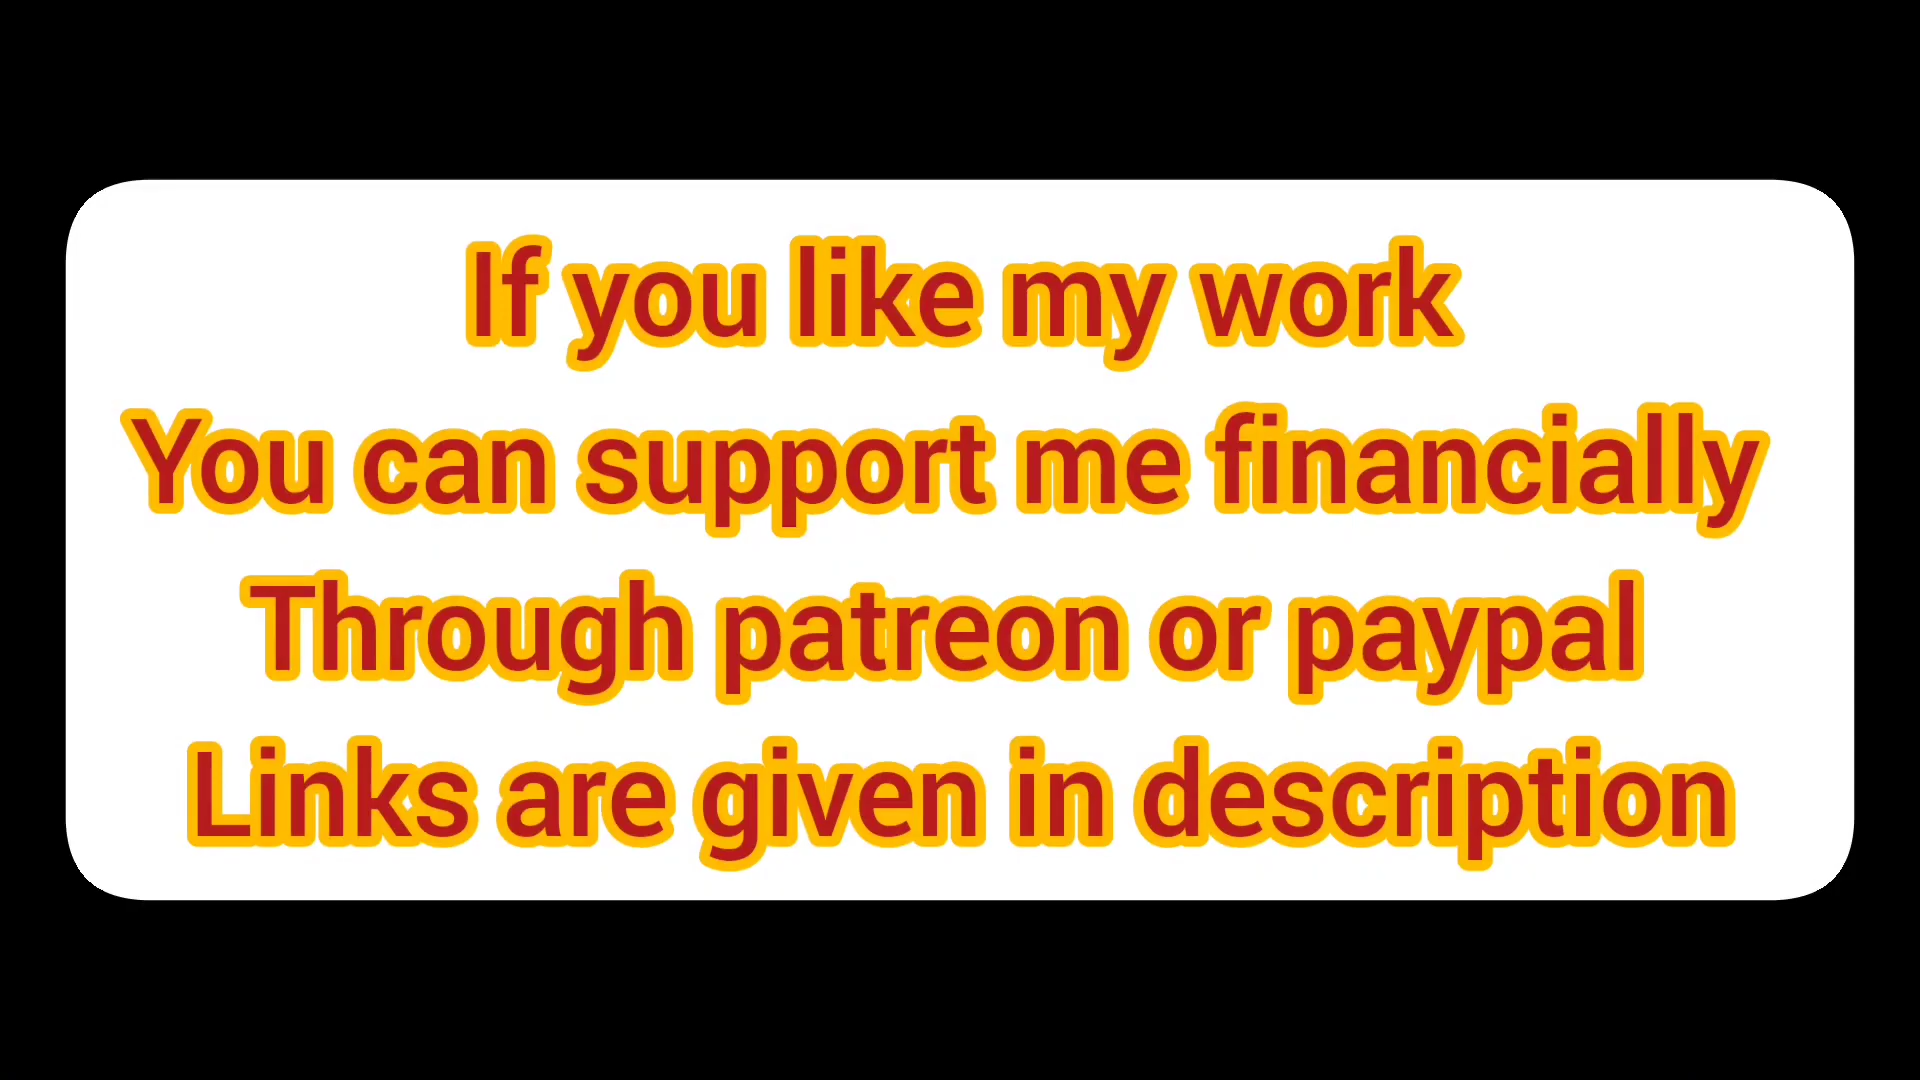 If you like my work
You can support me financially
Through patreon or paypal
Links are given in description